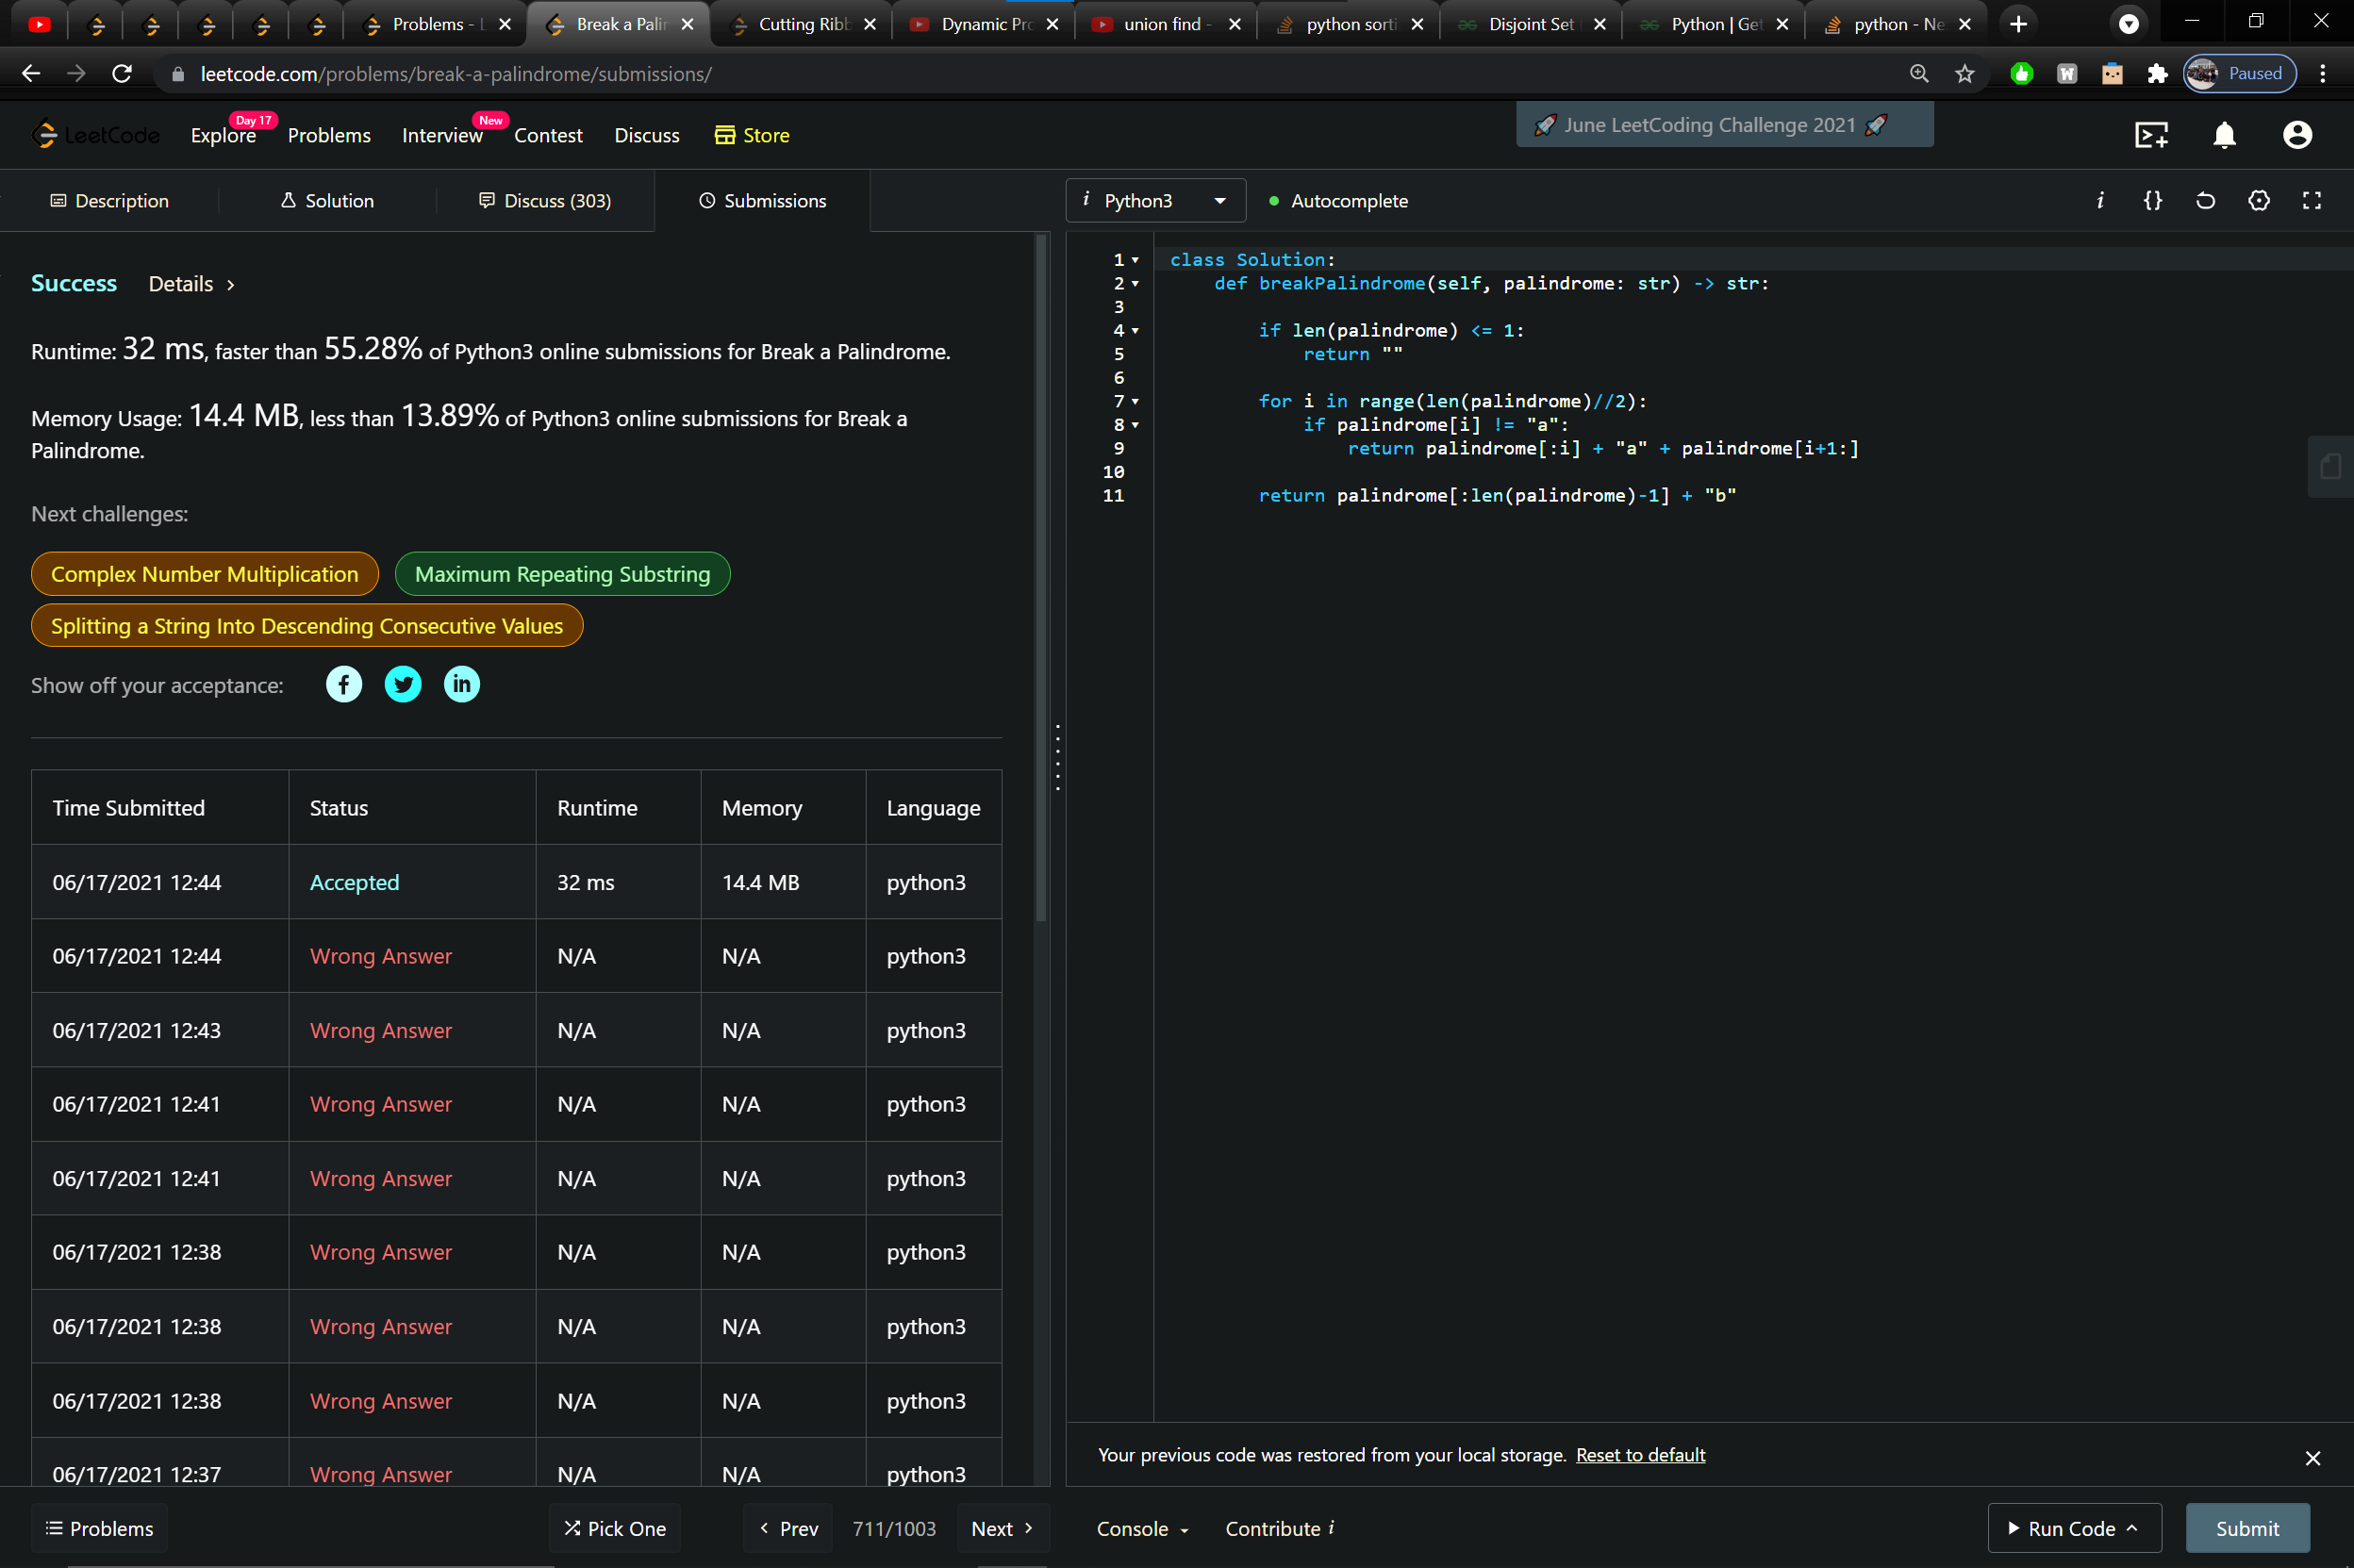 Problems - L
Break a Palin
Cutting Ribb
Dynamic Pro
union find -
python sorti
Disjoint Set
Python | Get
python - Ne
leetcode.com/problems/break-a-palindrome/submissions/
Paused
LeetCode
Explore
Day 17
Problems
Interview
New
Contest
Discuss
Store
🚀 June LeetCoding Challenge 2021 🚀
Description
Solution
Discuss (303)
Submissions
i Python3
Autocomplete
i
{}
Success
Details >
Runtime: 32 ms, faster than 55.28% of Python3 online submissions for Break a Palindrome.
Memory Usage: 14.4 MB, less than 13.89% of Python3 online submissions for Break a
Palindrome.
Next challenges:
Complex Number Multiplication
Maximum Repeating Substring
Splitting a String Into Descending Consecutive Values
Show off your acceptance:
Time Submitted Status Runtime Memory Language
06/17/2021 12:44 Accepted 32 ms 14.4 MB python3
06/17/2021 12:44 Wrong Answer N/A N/A python3
06/17/2021 12:43 Wrong Answer N/A N/A python3
06/17/2021 12:41 Wrong Answer N/A N/A python3
06/17/2021 12:41 Wrong Answer N/A N/A python3
06/17/2021 12:38 Wrong Answer N/A N/A python3
06/17/2021 12:38 Wrong Answer N/A N/A python3
06/17/2021 12:38 Wrong Answer N/A N/A python3
06/17/2021 12:37 Wrong Answer N/A N/A python3
1 class Solution:
2 def breakPalindrome(self, palindrome: str) -> str:
3
4 if len(palindrome) <= 1:
5 return ""
6
7 for i in range(len(palindrome)//2):
8 if palindrome[i] != "a":
9 return palindrome[:i] + "a" + palindrome[i+1:]
10
11 return palindrome[:len(palindrome)-1] + "b"
Your previous code was restored from your local storage. Reset to default
Problems
Pick One
Prev
711/1003
Next
Console
Contribute i
Run Code
Submit